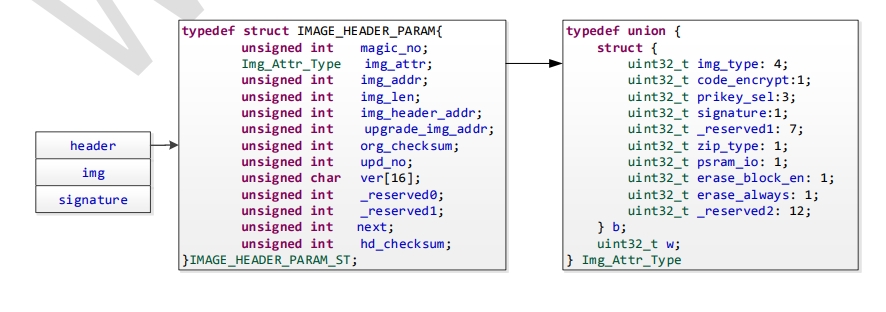 header
img
signature
typedef struct IMAGE_HEADER_PARAM{
unsigned int magic_no;
Img_Attr_Type img_attr;
unsigned int img_addr;
unsigned int img_len;
unsigned int img_header_addr;
unsigned int upgrade_img_addr;
unsigned int org_checksum;
unsigned int upd_no;
unsigned char ver[16];
unsigned int _reserved0;
unsigned int _reserved1;
unsigned int next;
unsigned int hd_checksum;
}IMAGE_HEADER_PARAM_ST;
typedef union {
struct {
uint32_t img_type: 4;
uint32_t code_encrypt:1;
uint32_t prikey_sel:3;
uint32_t signature:1;
uint32_t _reserved1: 7;
uint32_t zip_type: 1;
uint32_t psram_io: 1;
uint32_t erase_block_en: 1;
uint32_t erase_always: 1;
uint32_t _reserved2: 12;
} b;
uint32_t w;
} Img_Attr_Type